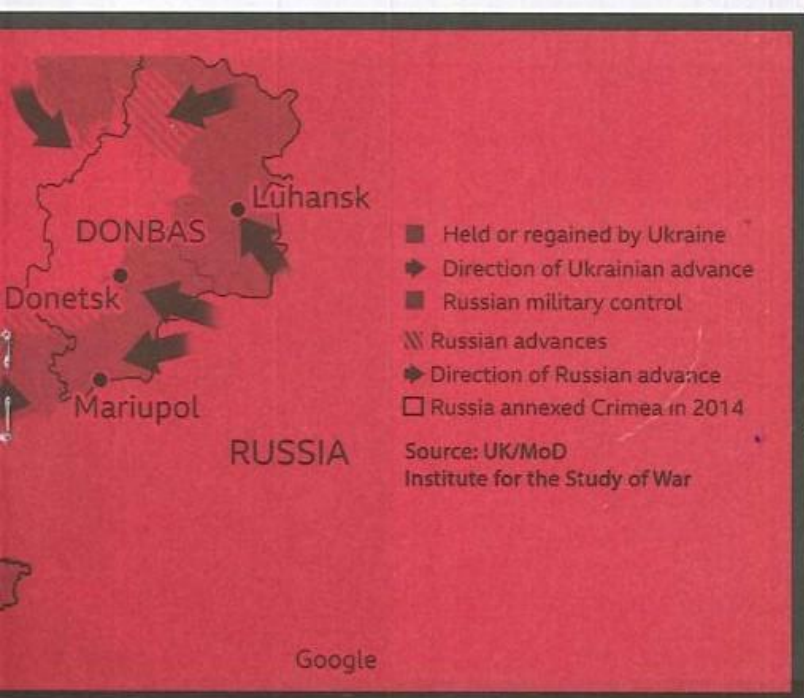 Luhansk
DONBAS
Donetsk
Mariupol
RUSSIA
Held or regained by Ukraine
Direction of Ukrainian advance
Russian military control
Russian advances
Direction of Russian advance
Russia annexed Crimea in 2014
Source: UK/MoD
Institute for the Study of War
Google